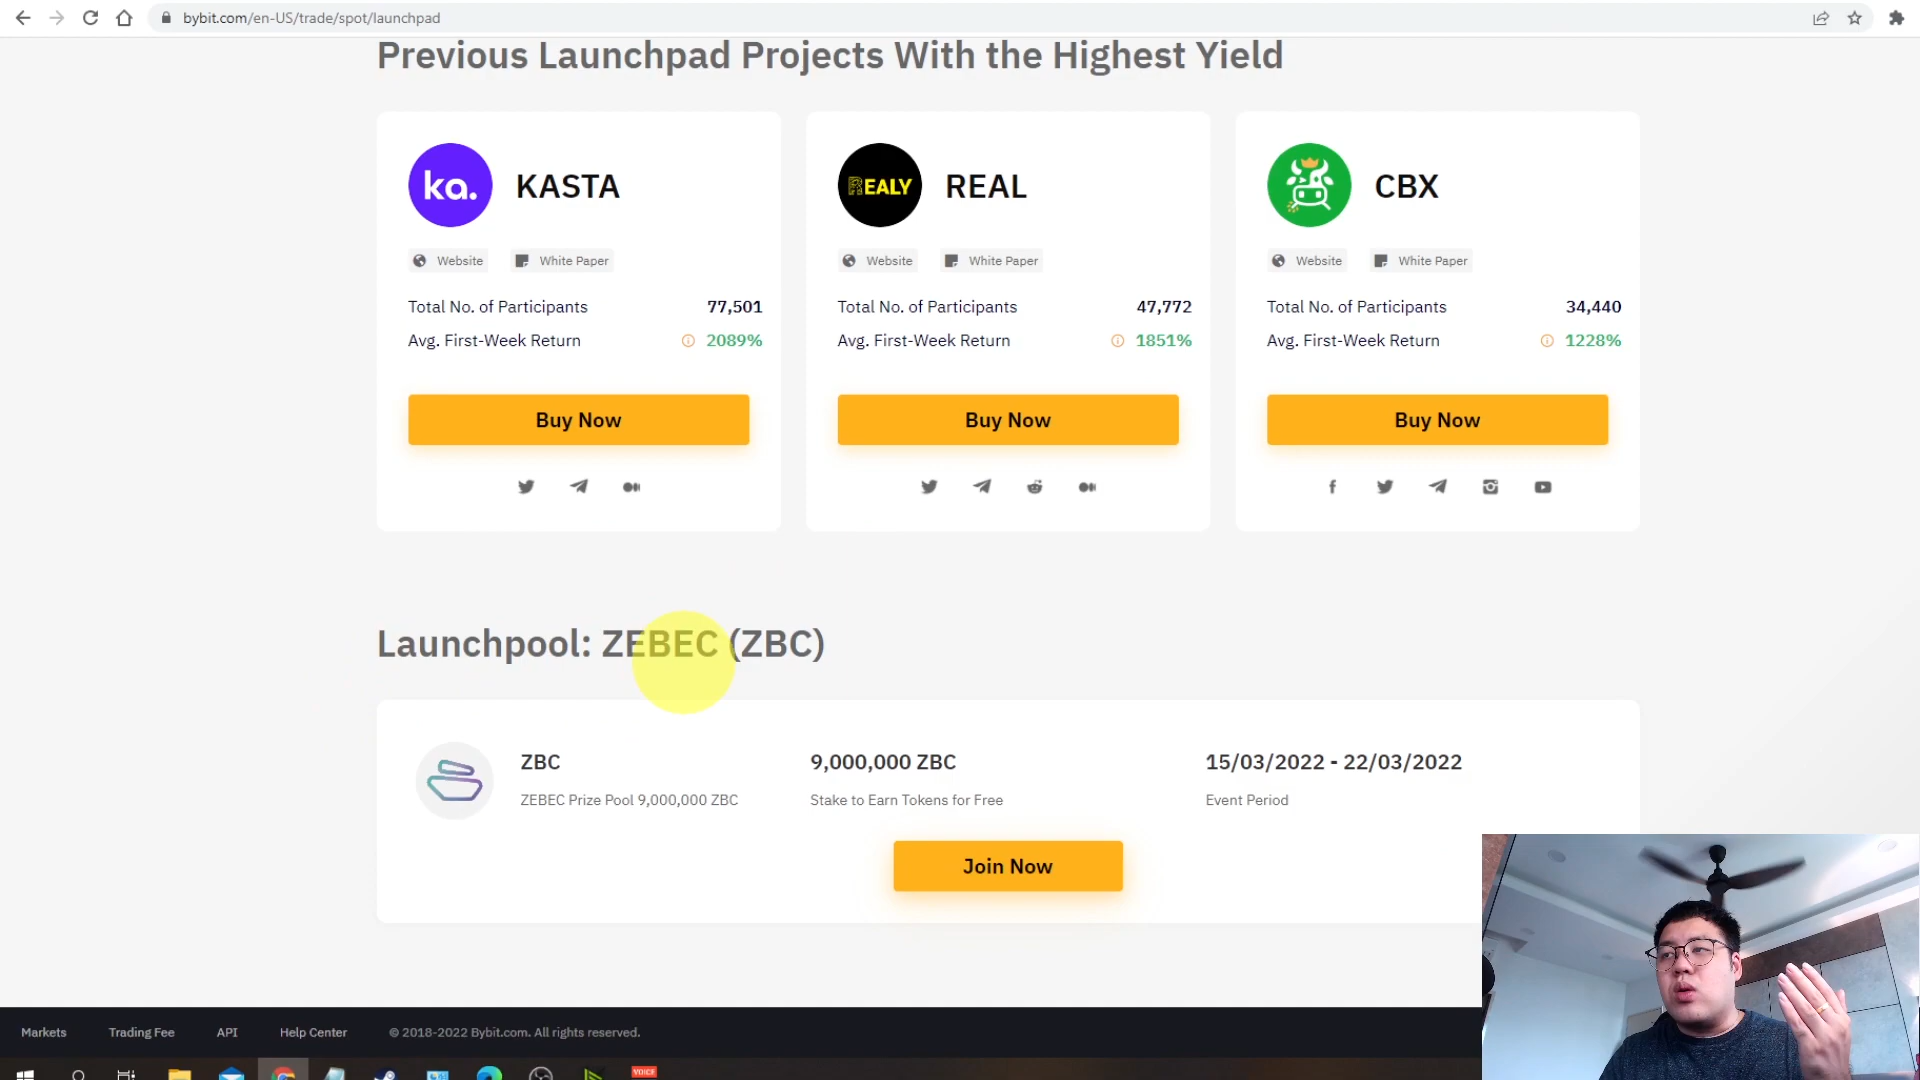 bybit.com/en-US/trade/spot/launchpad
Previous Launchpad Projects With the Highest Yield
ka. KASTA
REALY REAL
CBX
Website White Paper
Website White Paper
Website White Paper
Total No. of Participants 77,501
Total No. of Participants 47,772
Total No. of Participants 34,440
Avg. First-Week Return 2089%
Avg. First-Week Return 1851%
Avg. First-Week Return 1228%
Buy Now
Buy Now
Buy Now
Launchpool: ZEBEC (ZBC)
ZBC 9,000,000 ZBC 15/03/2022 - 22/03/2022
ZEBEC Prize Pool 9,000,000 ZBC Stake to Earn Tokens for Free Event Period
Join Now
Markets Trading Fee API Help Center © 2018-2022 Bybit.com. All rights reserved.
VOICE